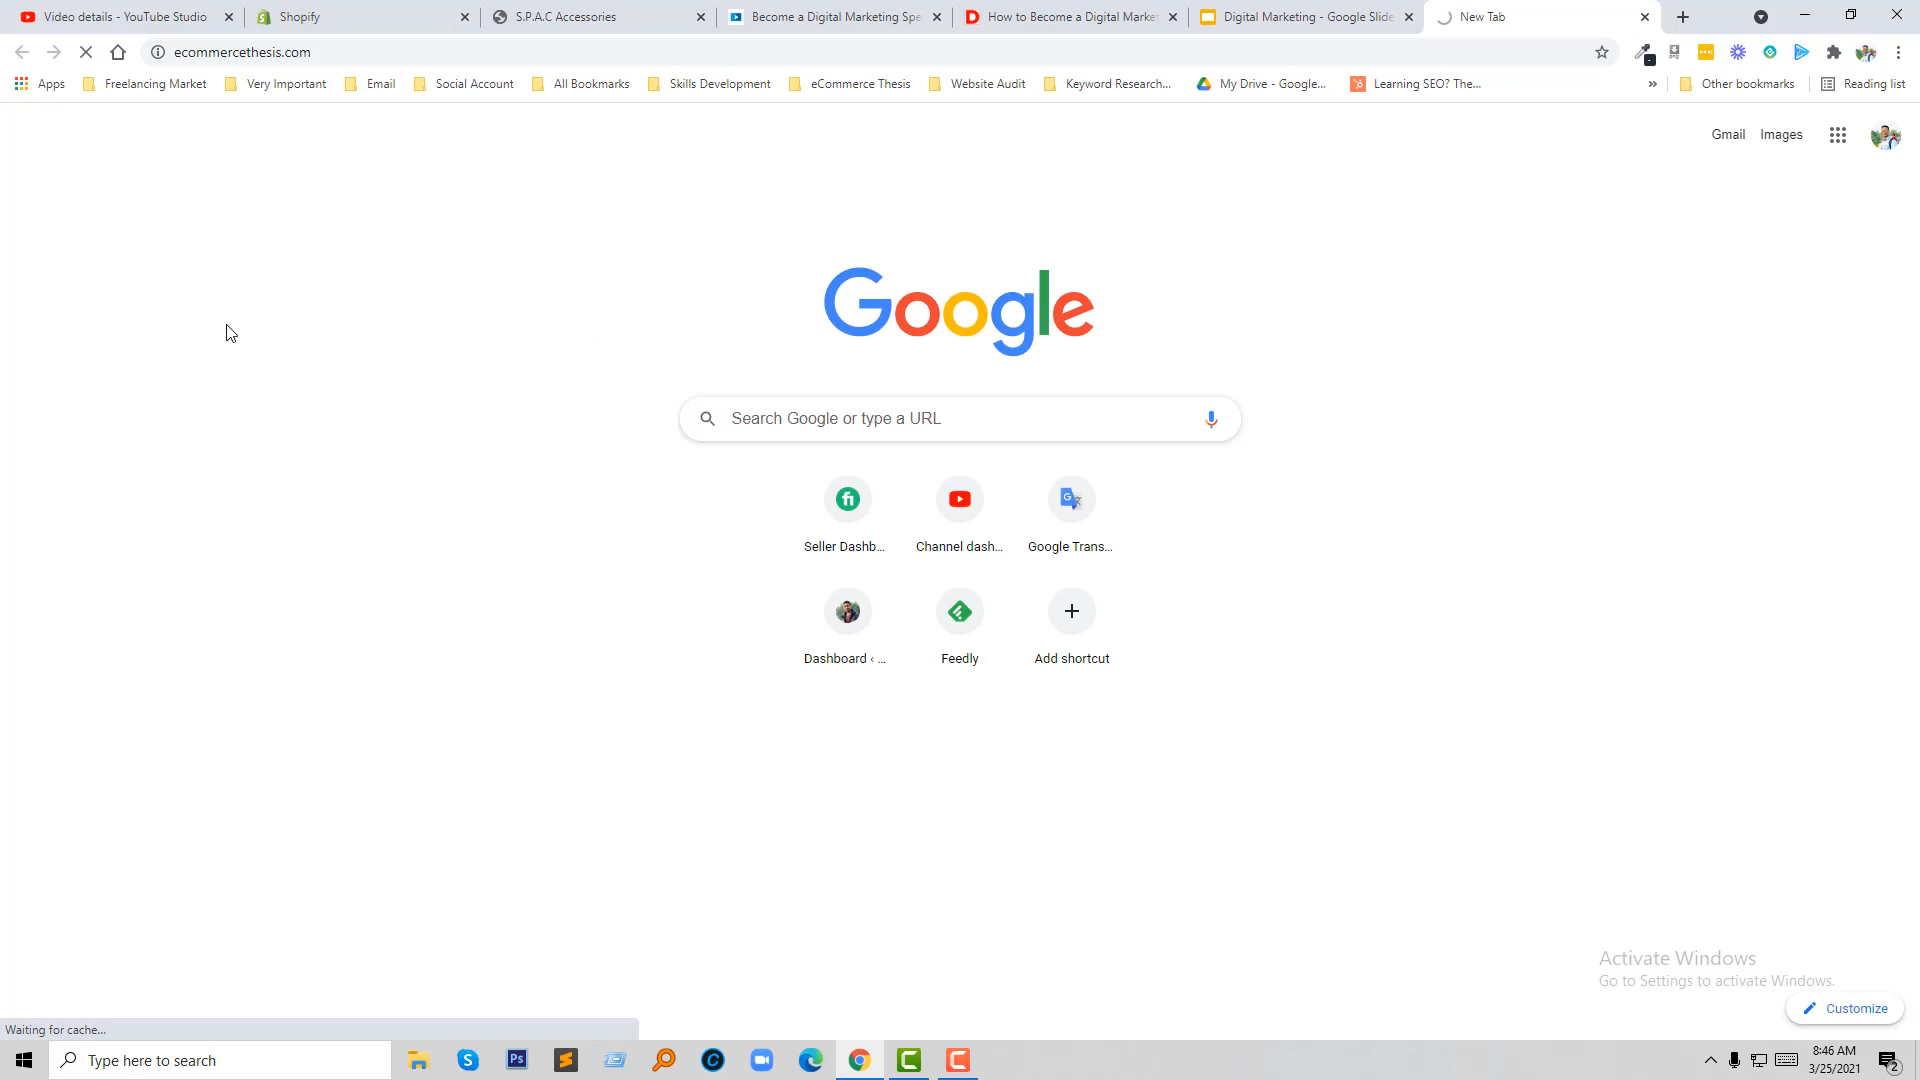 Video details - YouTube Studio
Shopify
S.P.A.C Accessories
Become a Digital Marketing Spe
How to Become a Digital Market
Digital Marketing - Google Slide
New Tab
ecommercethesis.com
Apps
Freelancing Market
Very Important
Email
Social Account
All Bookmarks
Skills Development
eCommerce Thesis
Website Audit
Keyword Research...
My Drive - Google...
Learning SEO? The...
»
Other bookmarks
Reading list
Gmail
Images
Google
Search Google or type a URL
Seller Dashb...
Channel dash...
Google Trans...
Dashboard ‹ ...
Feedly
Add shortcut
Activate Windows
Go to Settings to activate Windows.
Customize
Waiting for cache...
Type here to search
8:46 AM
3/25/2021
2